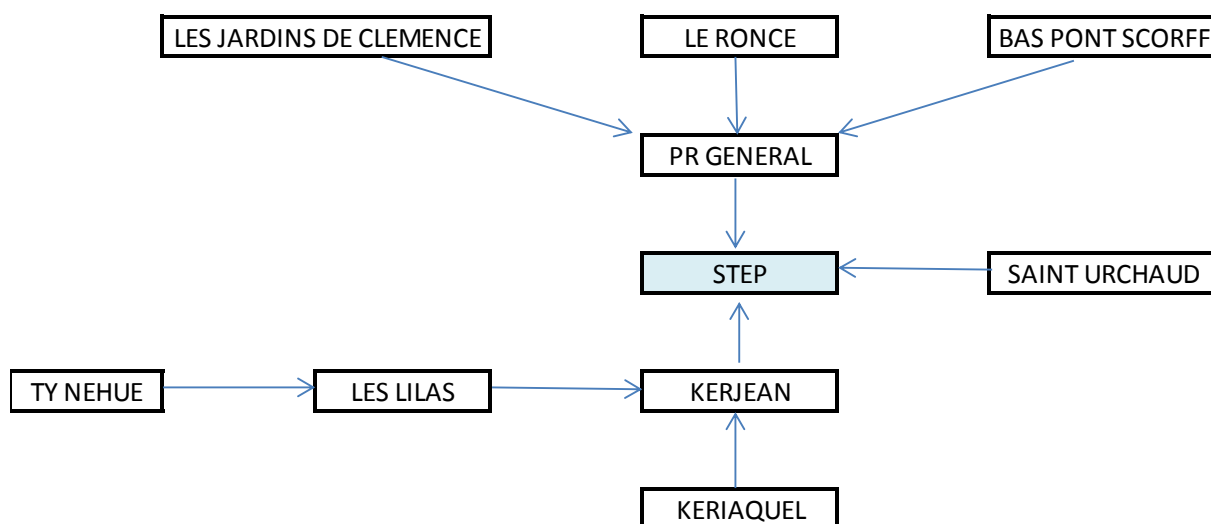 LES JARDINS DE CLEMENCE
LE RONCE
BAS PONT SCORFF
PR GENERAL
STEP
SAINT URCHAUD
TY NEHUE
LES LILAS
KERJEAN
KERIAQUEL